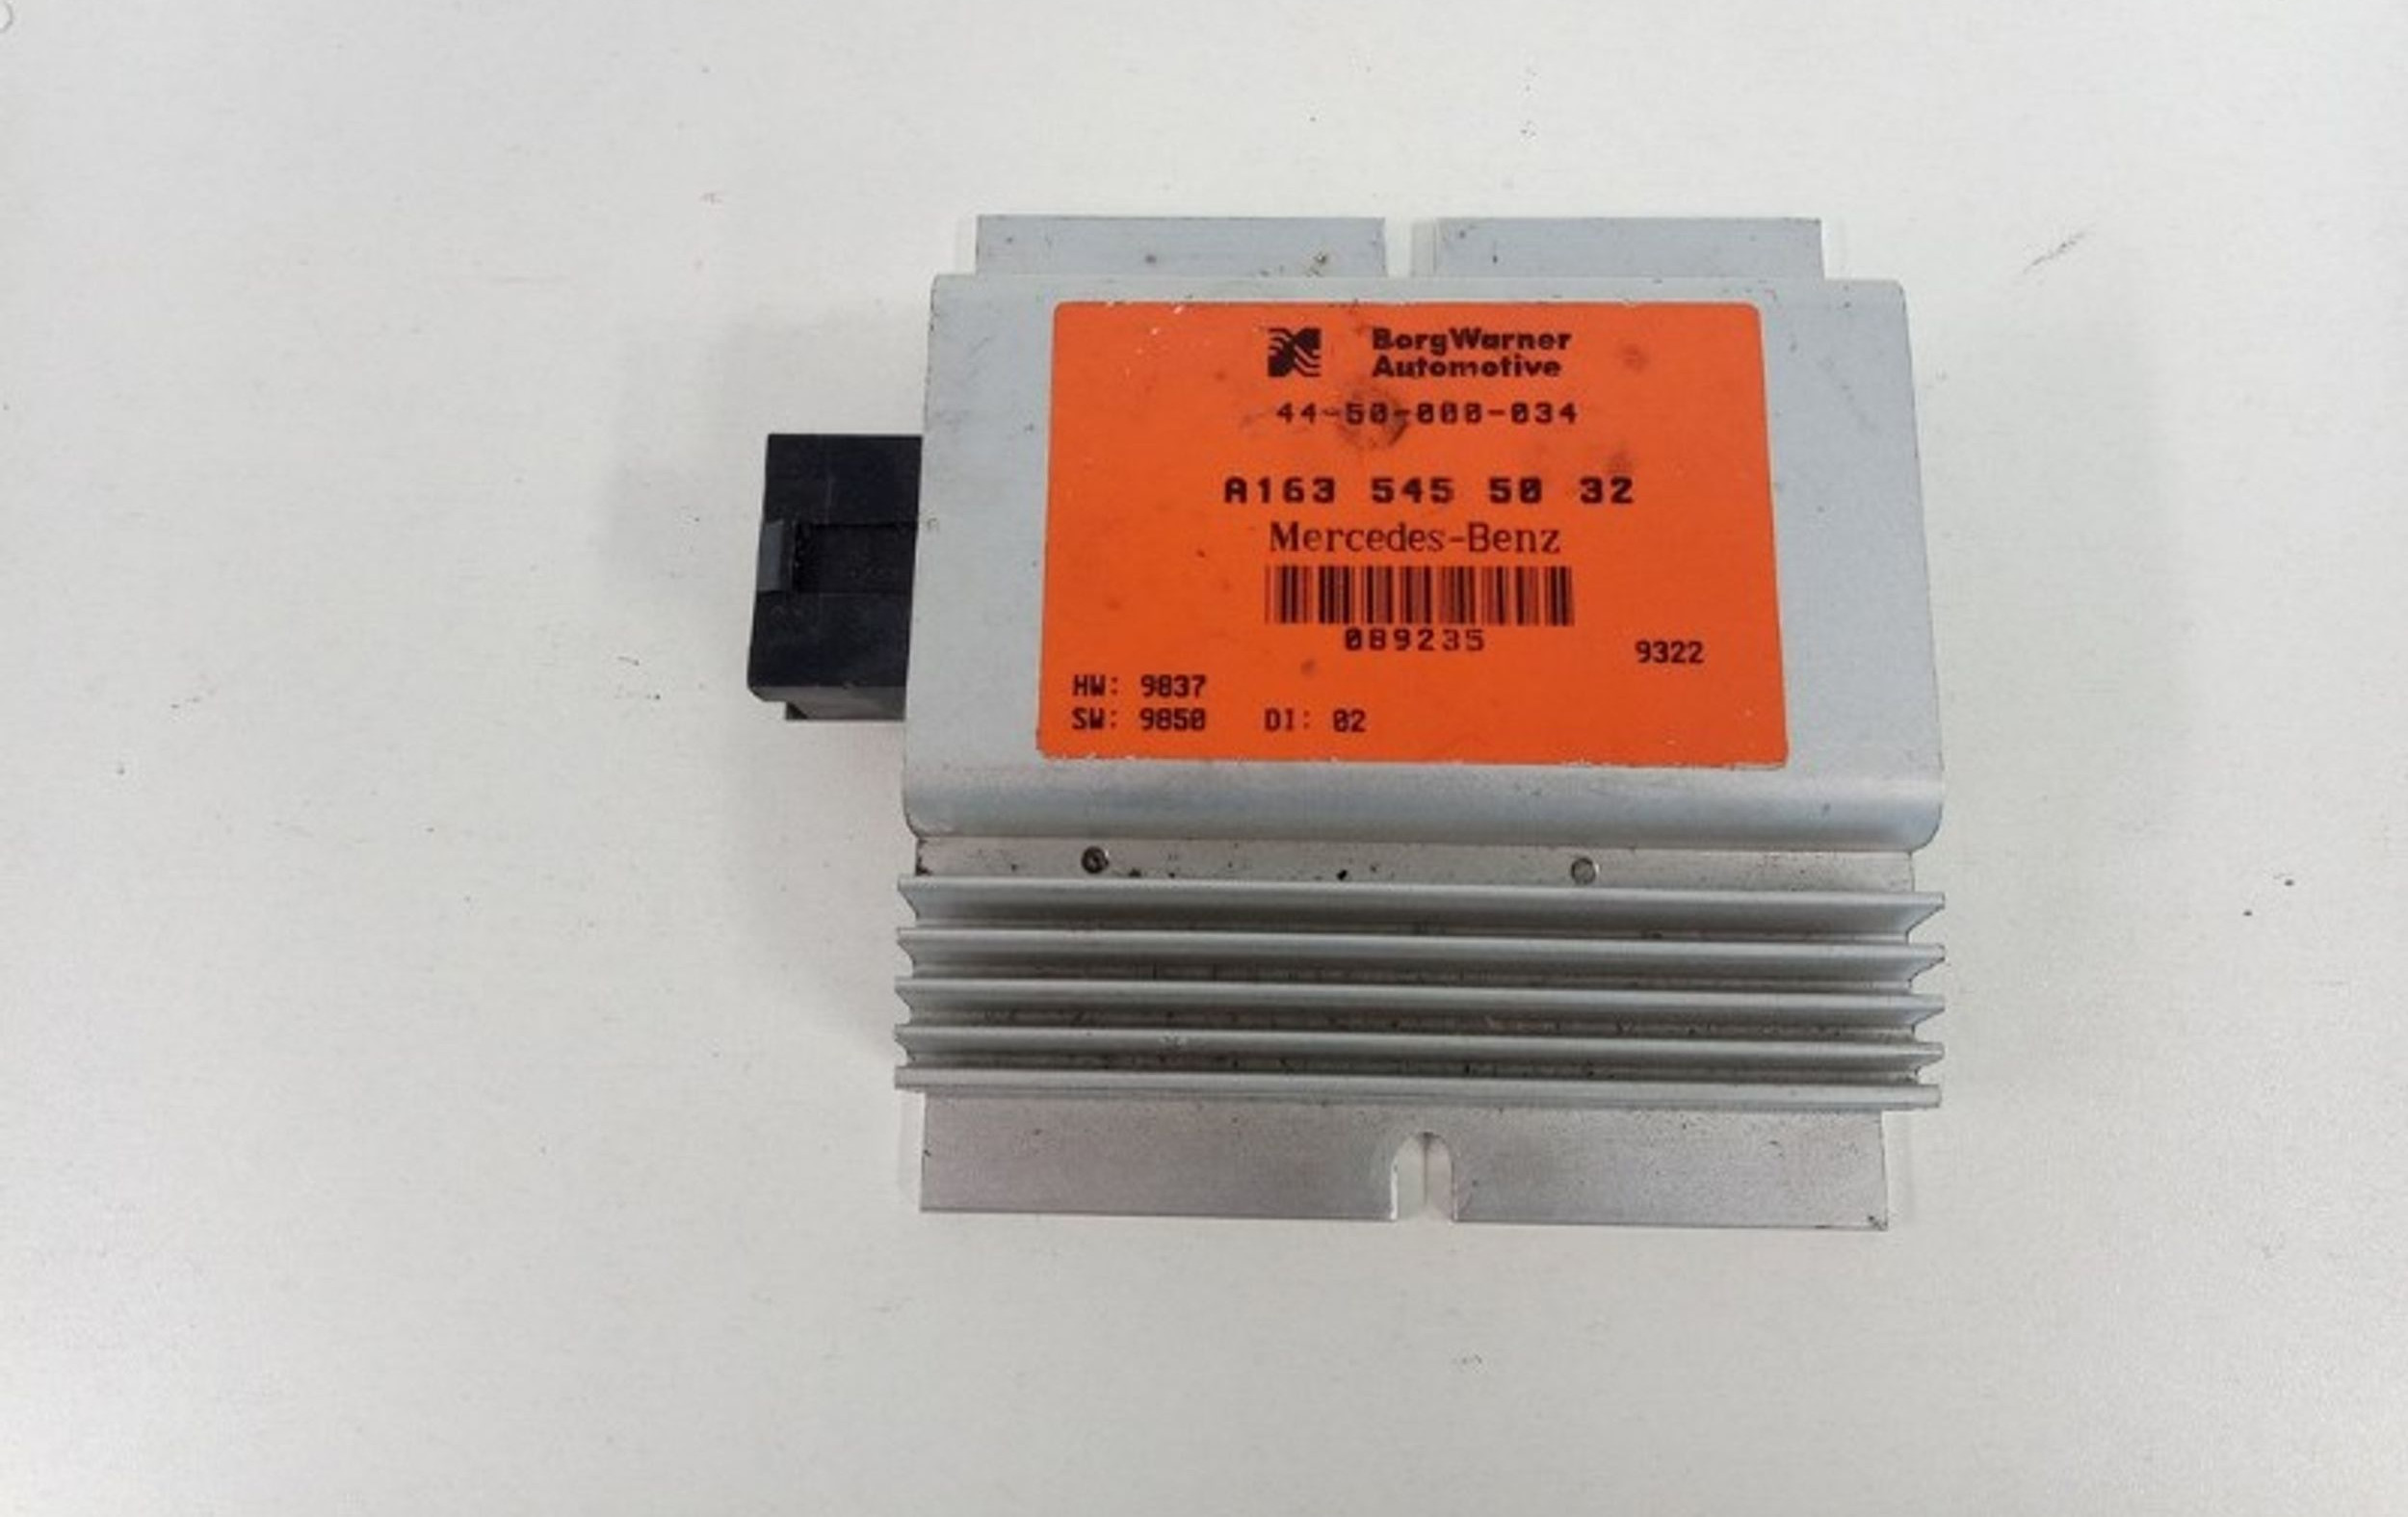 BorgWarner
Automotive
44-50-000-034
A163 545 50 32
Mercedes-Benz
089235
9322
HW: 9837
SW: 9850 DI: 02